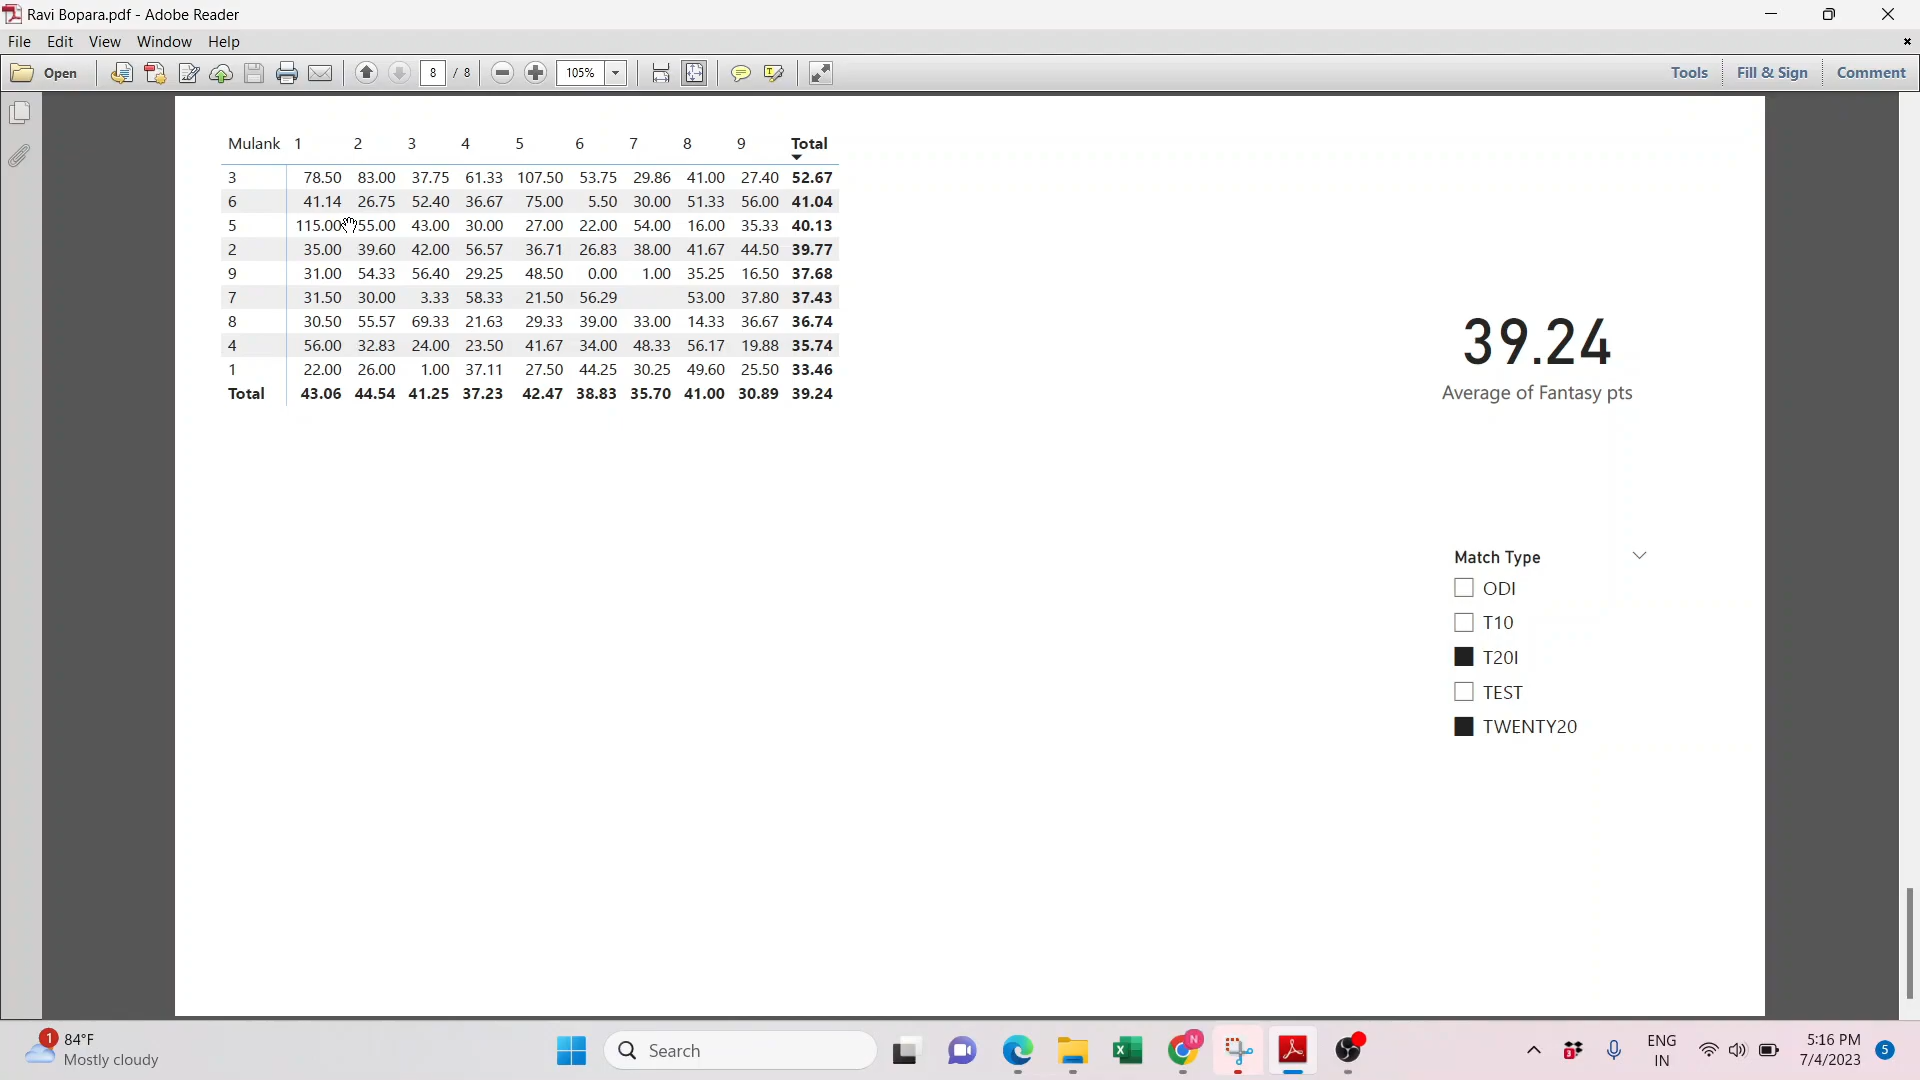 Ravi Bopara.pdf - Adobe Reader
File Edit View Window Help
Open 8 / 8 105% Tools Fill & Sign Comment
Mulank 1 2 3 4 5 6 7 8 9 Total
3 78.50 83.00 37.75 61.33 107.50 53.75 29.86 41.00 27.40 52.67
6 41.14 26.75 52.40 36.67 75.00 5.50 30.00 51.33 56.00 41.04
5 115.00 55.00 43.00 30.00 27.00 22.00 54.00 16.00 35.33 40.13
2 35.00 39.60 42.00 56.57 36.71 26.83 38.00 41.67 44.50 39.77
9 31.00 54.33 56.40 29.25 48.50 0.00 1.00 35.25 16.50 37.68
7 31.50 30.00 3.33 58.33 21.50 56.29 53.00 37.80 37.43
8 30.50 55.57 69.33 21.63 29.33 39.00 33.00 14.33 36.67 36.74
4 56.00 32.83 24.00 23.50 41.67 34.00 48.33 56.17 19.88 35.74
1 22.00 26.00 1.00 37.11 27.50 44.25 30.25 49.60 25.50 33.46
Total 43.06 44.54 41.25 37.23 42.47 38.83 35.70 41.00 30.89 39.24
39.24
Average of Fantasy pts
Match Type
ODI
T10
T20I
TEST
TWENTY20
1 84°F
Mostly cloudy
Search
N
3
ENG
IN
5:16 PM
7/4/2023
5